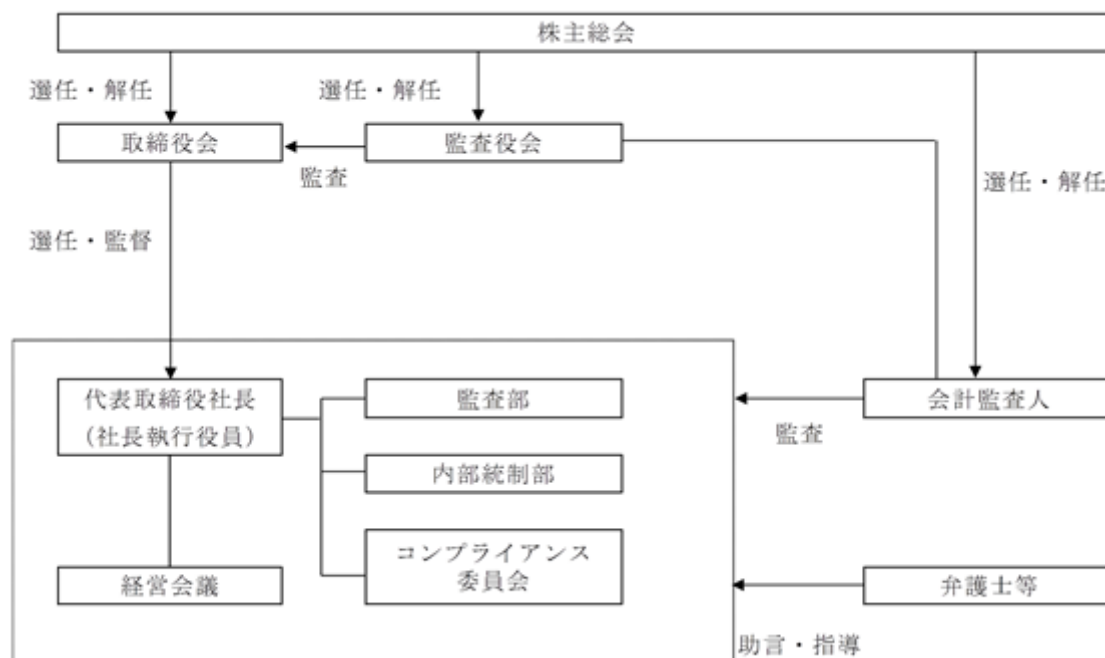 株主総会
選任・解任
選任・解任
取締役会
監査役会
監査
選任・解任
選任・監督
代表取締役社長
(社長執行役員)
監査部
会計監査人
監査
内部統制部
コンプライアンス
委員会
経営会議
弁護士等
助言・指導